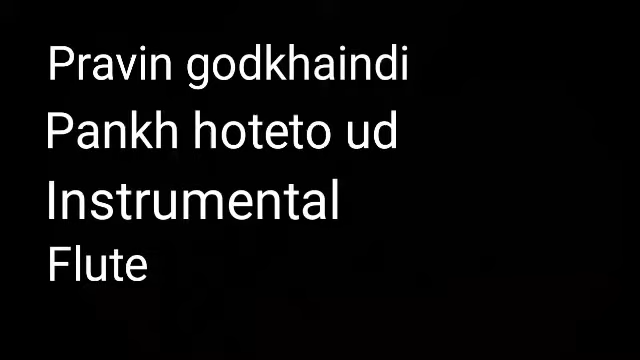 Pravin godkhaindi
Pankh hoteto ud
Instrumental
Flute